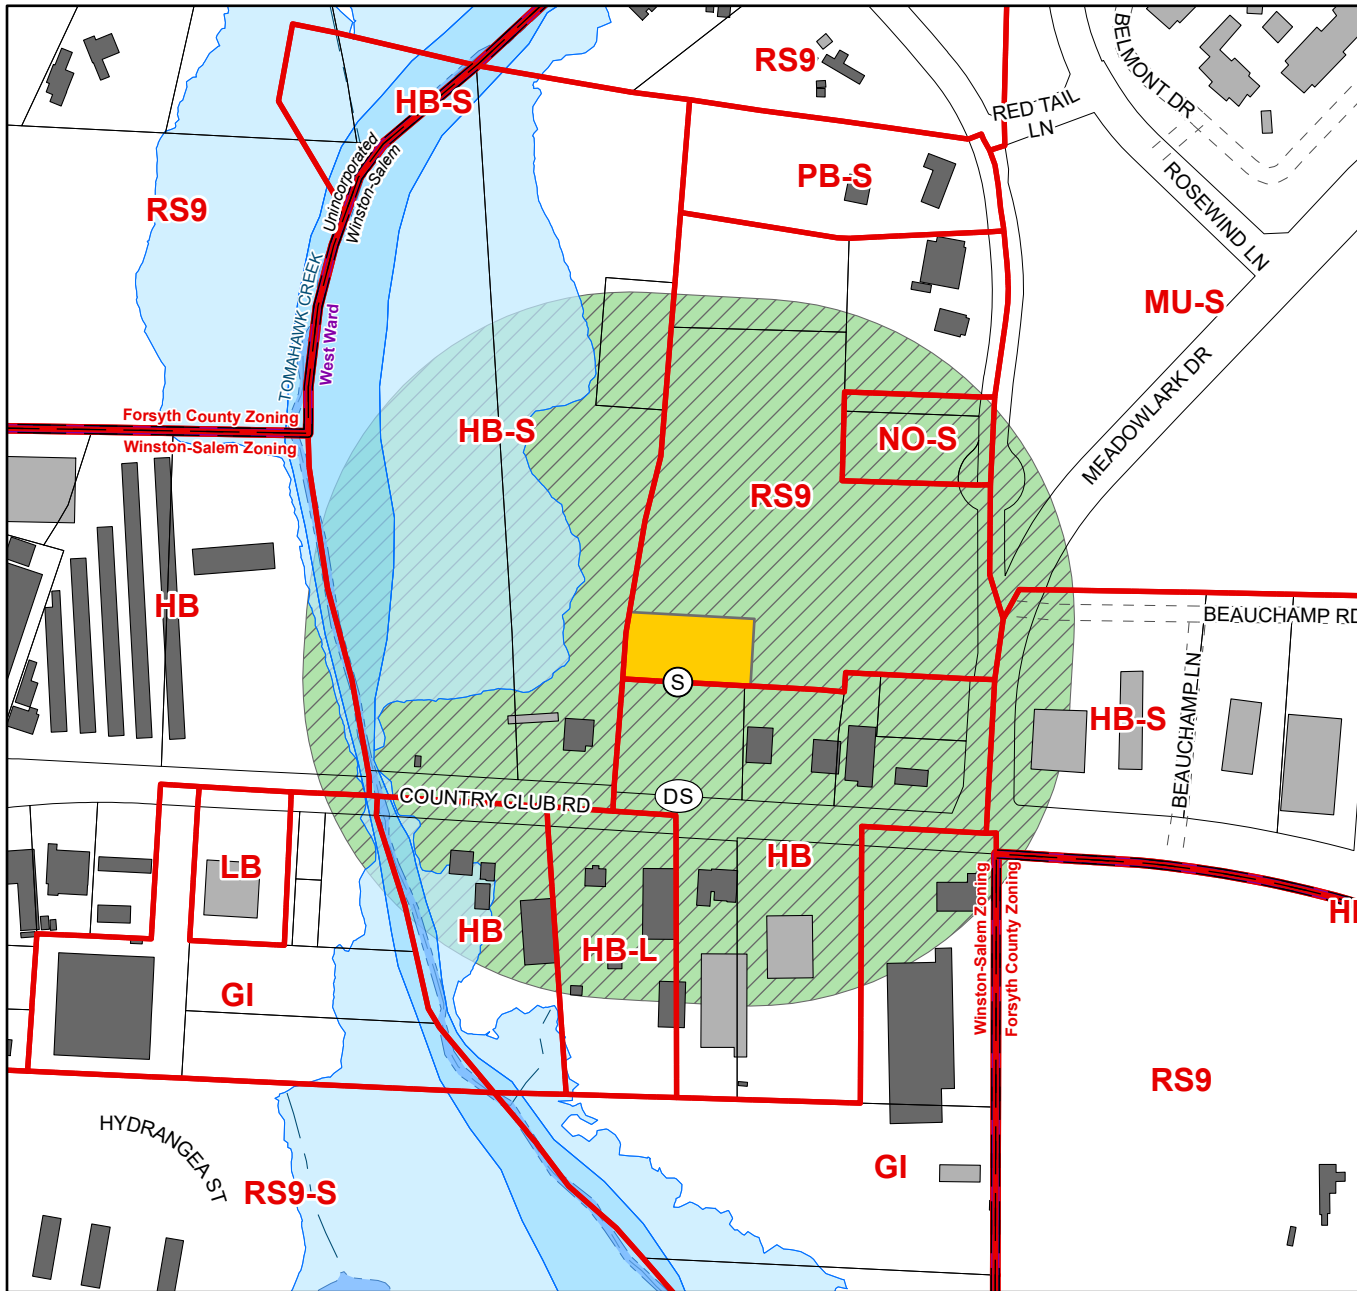 BELMONT DR
RS9
HB-S
RED TAIL
LN
Unincorporated
Winston-Salem
PB-S
ROSEWIND LN
RS9
TOMAHAWK CREEK
West Ward
MU-S
MEADOWLARK DR
Forsyth County Zoning
Winston-Salem Zoning
HB-S
NO-S
RS9
HB
BEAUCHAMP RD
S
BEAUCHAMP LN
HB-S
DS
COUNTRY CLUB RD
LB
HB
HB
HB-L
GI
Winston-Salem Zoning
Forsyth County Zoning
RS9
HYDRANGEA ST
RS9-S
GI